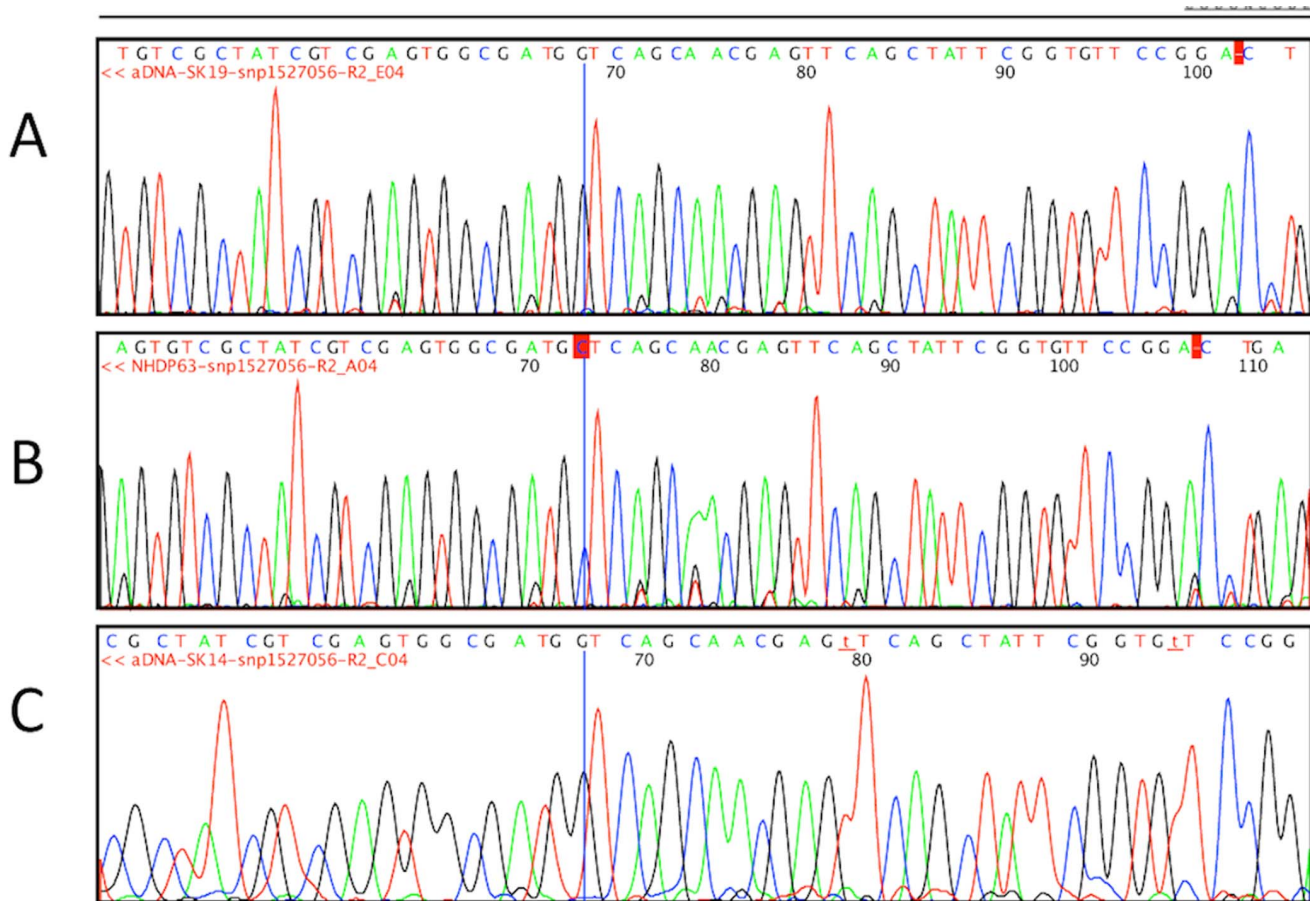 A
TGTCGCTATCGTCGAGTGGCGATGGTCAGCAACGAGTTCAGCTATTCGGTGTTCCGGA-C T
<< aDNA-SK19-snp1527056-R2_E04 70 80 90 100
B
AGTGTCGCTATCGTCGAGTGGCGATGCTCAGCAACGAGTTCAGCTATTCGGTGTTCCGGA-C TGA
<< NHDP63-snp1527056-R2_A04 70 80 90 100 110
C
CGCTATCGTCGAGTGGCGATGGTCAGCAACGAGtTCAGCTATTCGGTGtTCCGG
<< aDNA-SK14-snp1527056-R2_C04 70 80 90